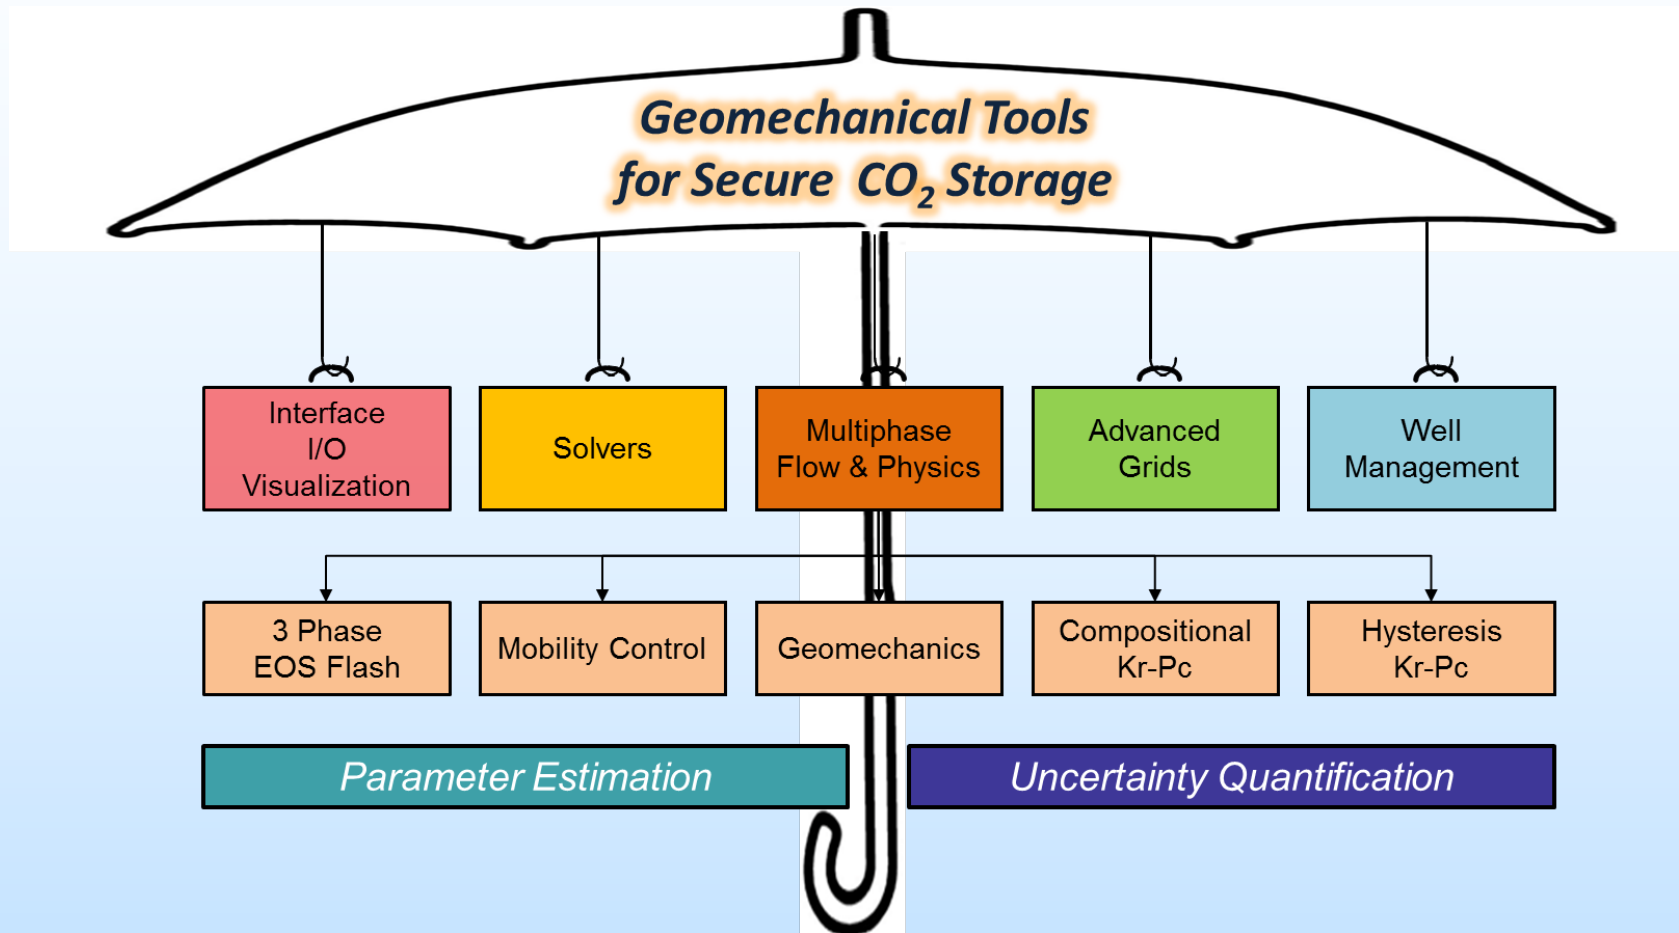 Geomechanical Tools
for Secure CO₂ Storage
Interface
I/O
Visualization
Solvers
Multiphase
Flow & Physics
Advanced
Grids
Well
Management
3 Phase
EOS Flash
Mobility Control
Geomechanics
Compositional
Kr-Pc
Hysteresis
Kr-Pc
Parameter Estimation
Uncertainty Quantification